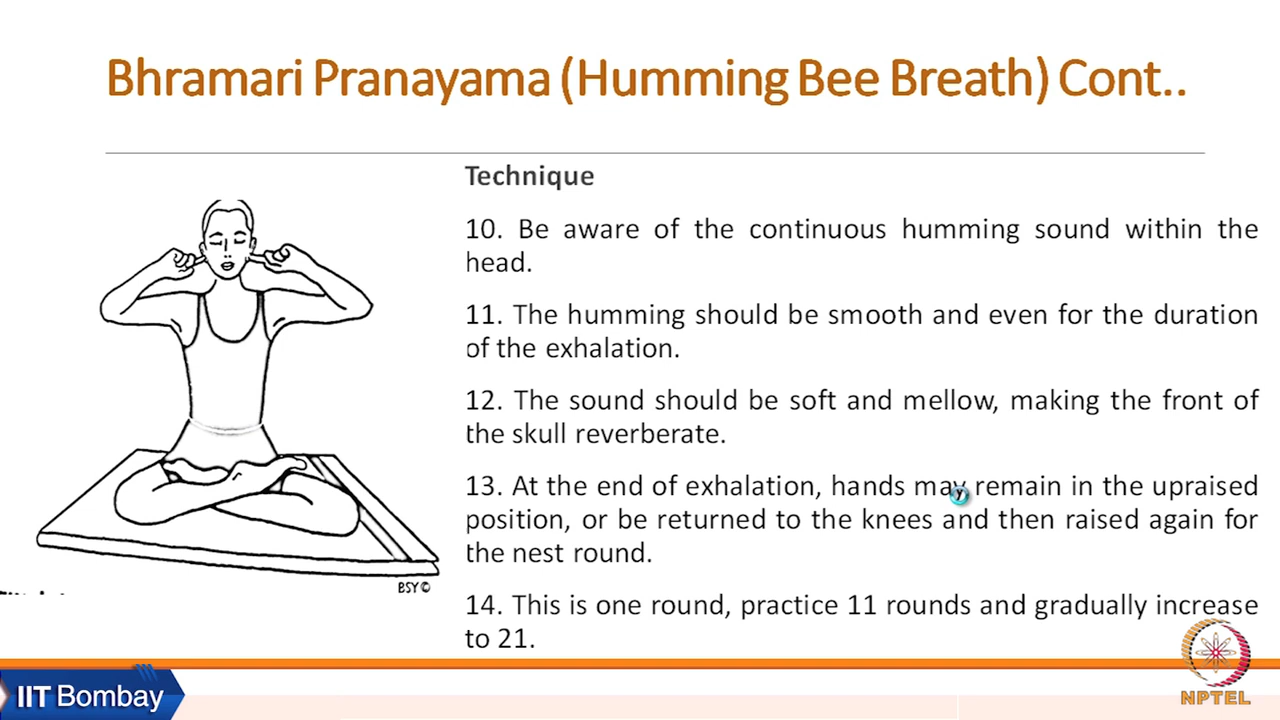 Bhramari Pranayama (Humming Bee Breath) Cont..
Technique
10. Be aware of the continuous humming sound within the
head.
11. The humming should be smooth and even for the duration
of the exhalation.
12. The sound should be soft and mellow, making the front of
the skull reverberate.
13. At the end of exhalation, hands may remain in the upraised
position, or be returned to the knees and then raised again for
the nest round.
14. This is one round, practice 11 rounds and gradually increase
to 21.
BSY©
IIT Bombay
NPTEL